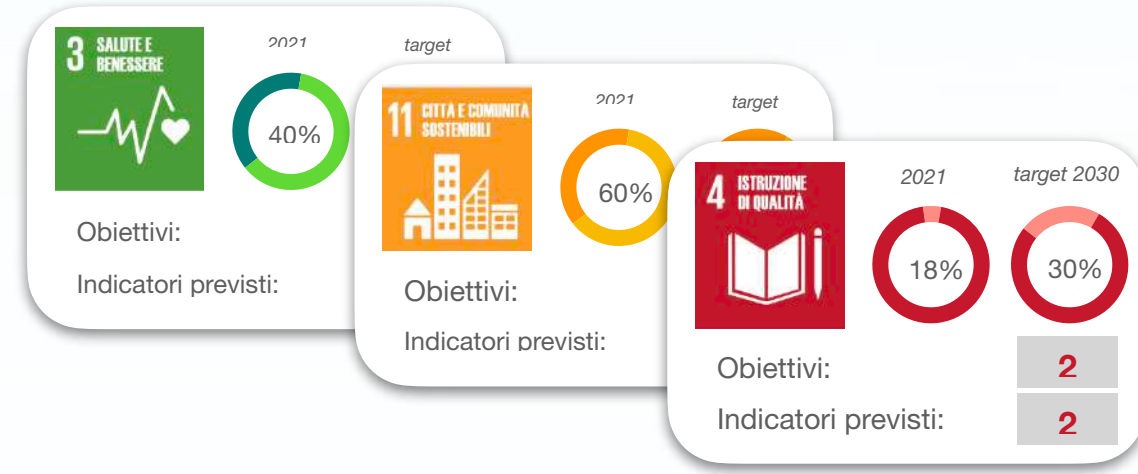 3 SALUTE E
BENESSERE
2021
target
40%
Obiettivi:
Indicatori previsti:
11 CITTÀ E COMUNITÀ
SOSTENIBILI
2021
target
60%
Obiettivi:
Indicatori previsti:
4 ISTRUZIONE
DI QUALITÀ
2021
target 2030
18%
30%
Obiettivi: 2
Indicatori previsti: 2